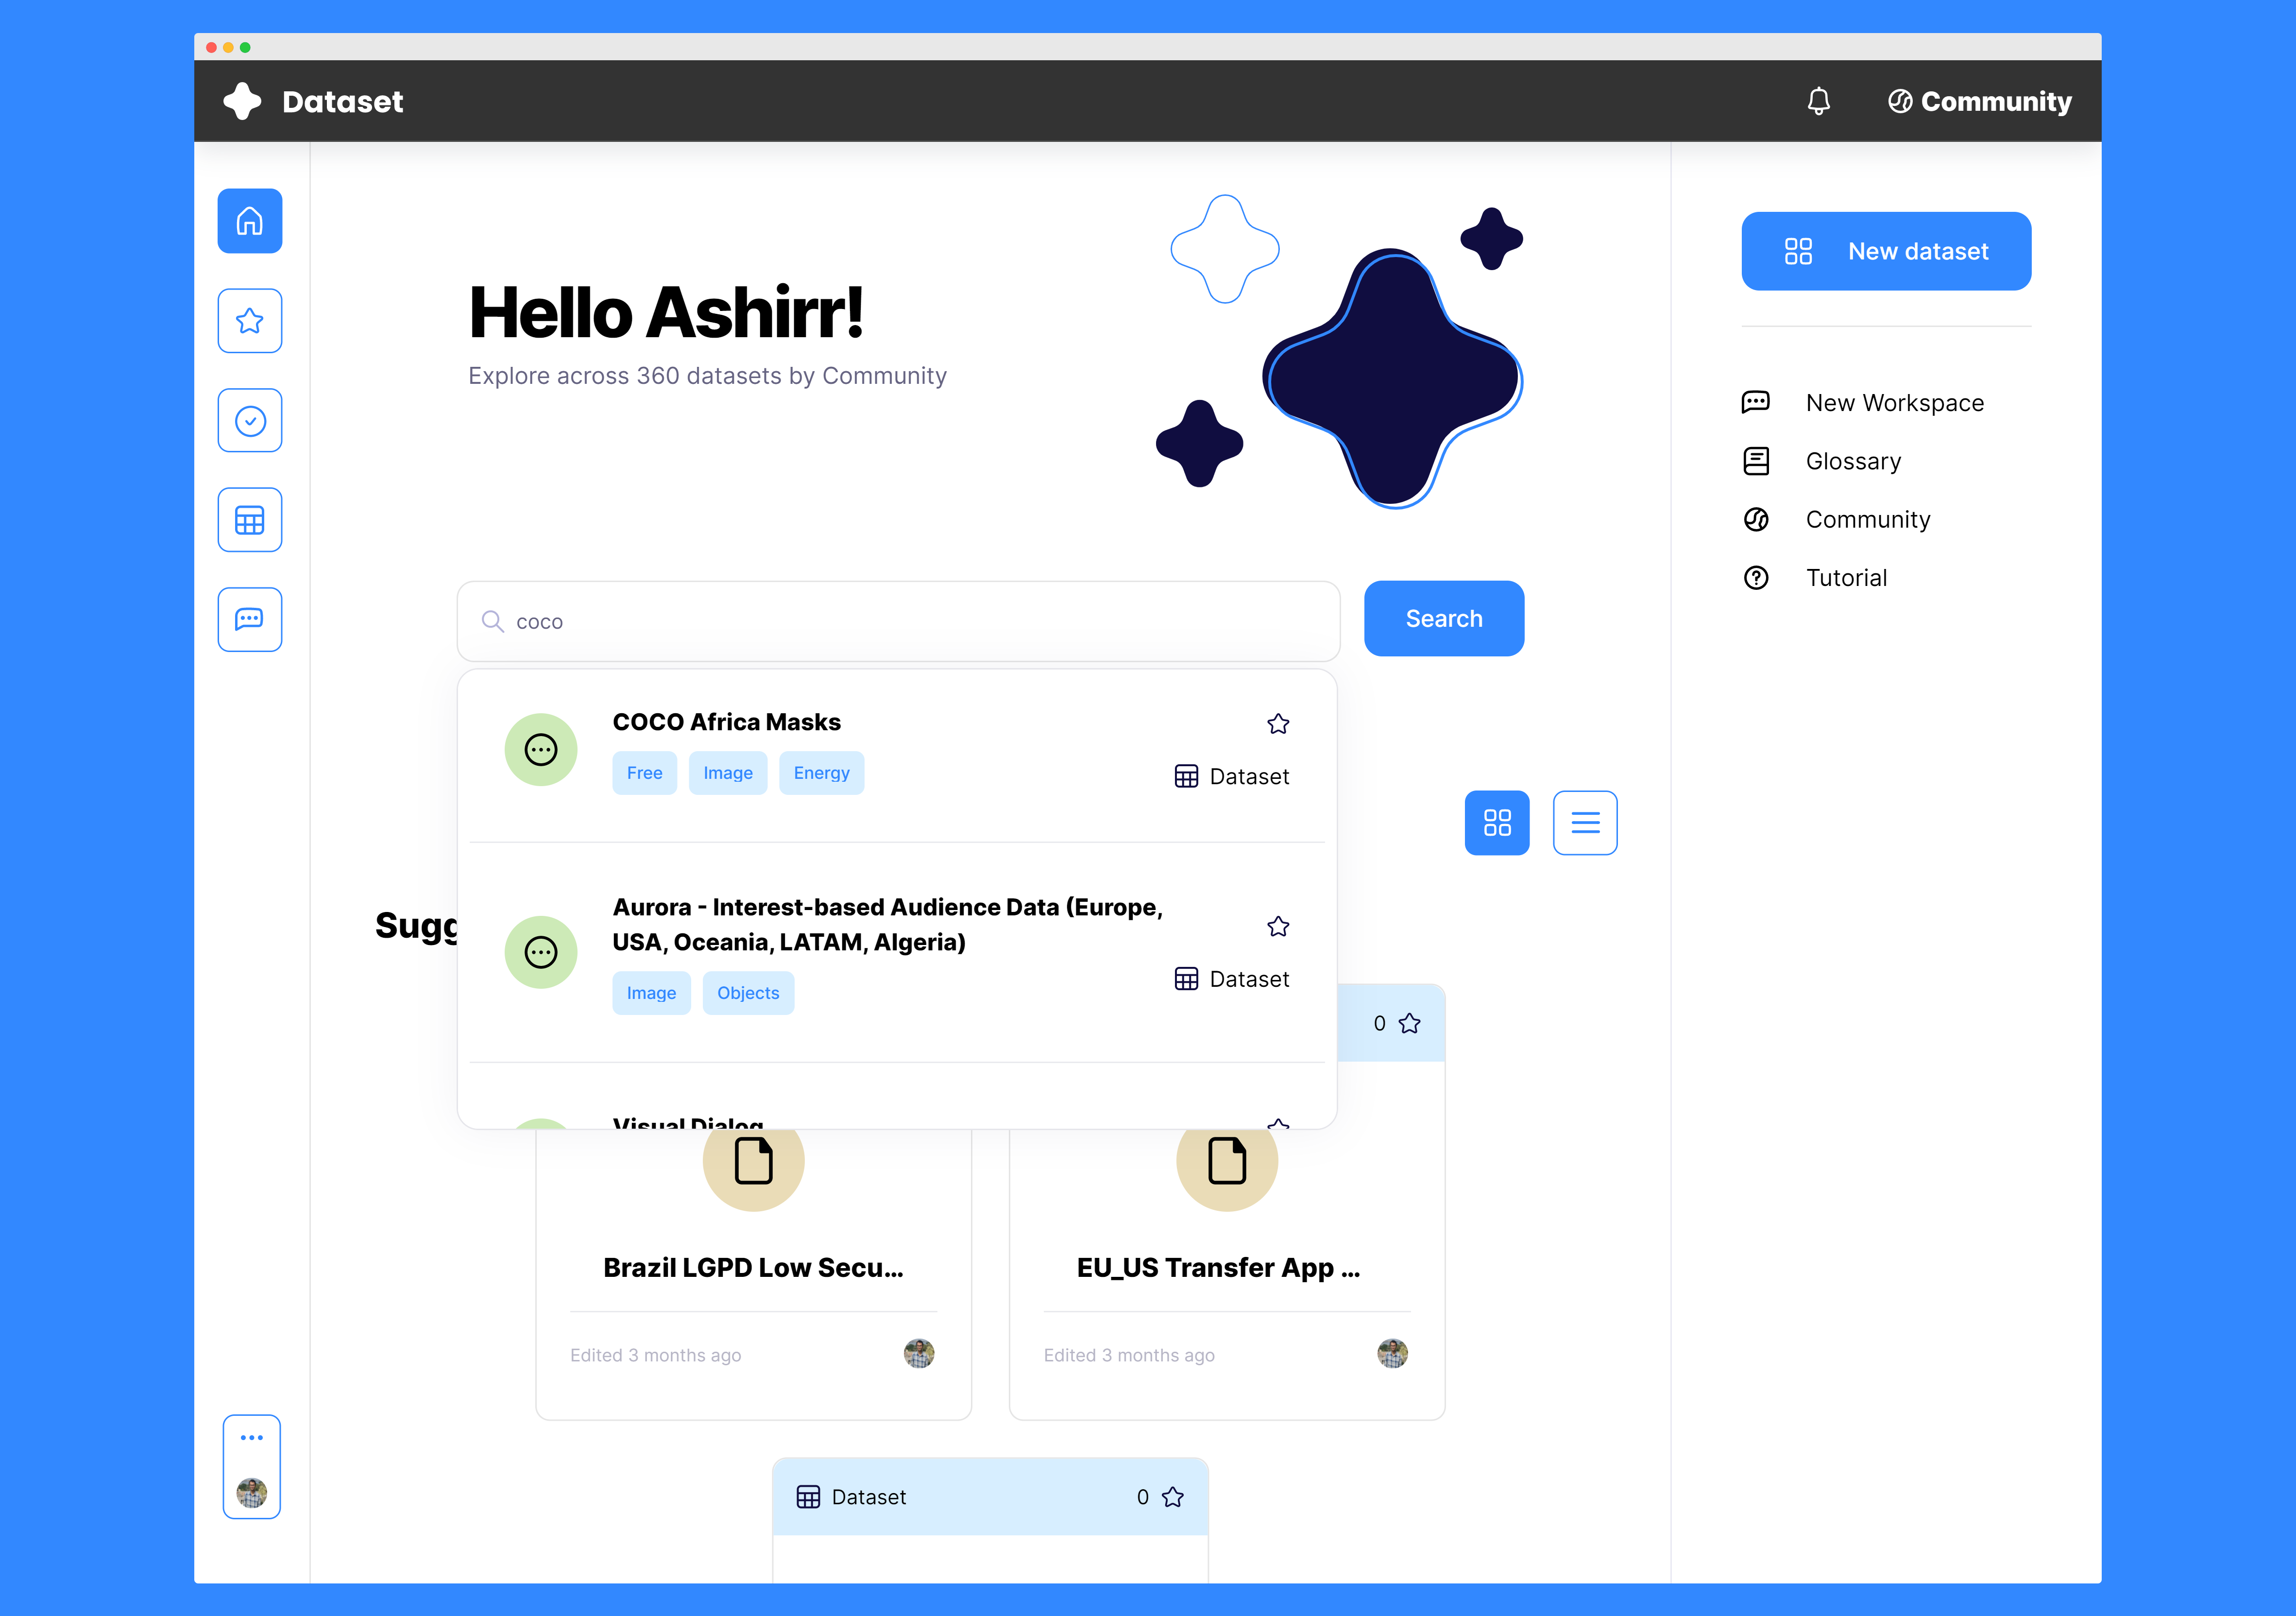 Dataset
Community
New dataset
Hello Ashirr!
Explore across 360 datasets by Community
New Workspace
Glossary
Community
Tutorial
coco
Search
COCO Africa Masks
Free Image Energy
Dataset
Aurora - Interest-based Audience Data (Europe,
USA, Oceania, LATAM, Algeria)
Image Objects
Dataset
Sugg
0
Visual Dialog
Brazil LGPD Low Secu...
EU_US Transfer App ...
Edited 3 months ago
Edited 3 months ago
Dataset
0